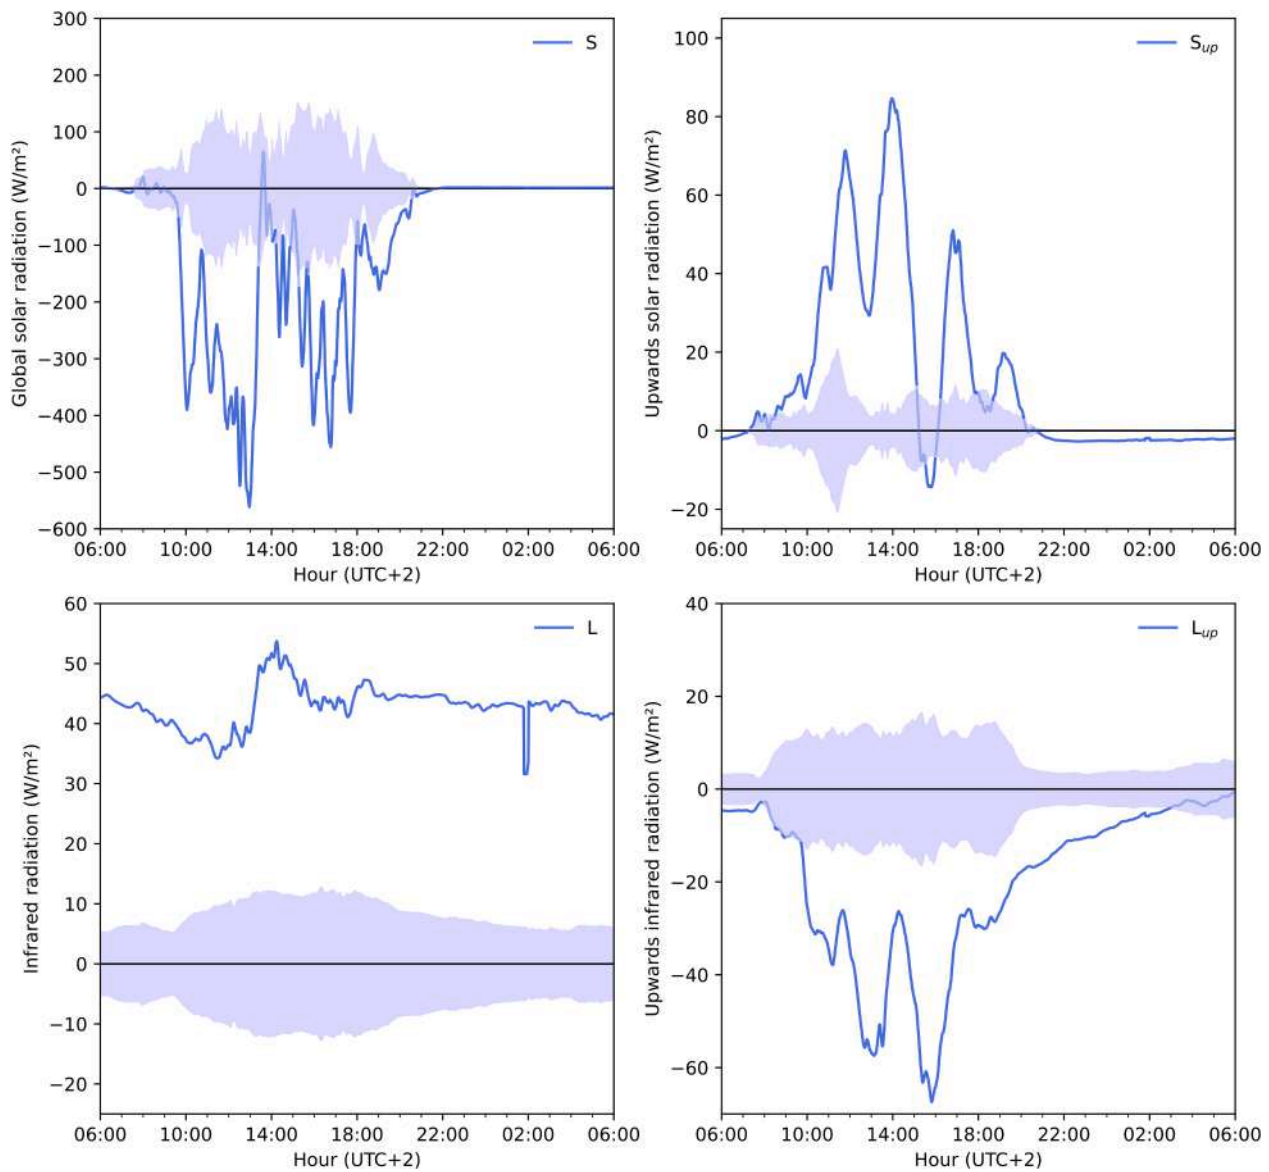 300
200
100
0
−100
−200
−300
−400
−500
−600
Global solar radiation (W/m²)
S
06:00 10:00 14:00 18:00 22:00 02:00 06:00
Hour (UTC+2)
100
80
60
40
20
0
−20
Upwards solar radiation (W/m²)
S_up
06:00 10:00 14:00 18:00 22:00 02:00 06:00
Hour (UTC+2)
60
50
40
30
20
10
0
−10
−20
Infrared radiation (W/m²)
L
06:00 10:00 14:00 18:00 22:00 02:00 06:00
Hour (UTC+2)
40
20
0
−20
−40
−60
Upwards infrared radiation (W/m²)
L_up
06:00 10:00 14:00 18:00 22:00 02:00 06:00
Hour (UTC+2)